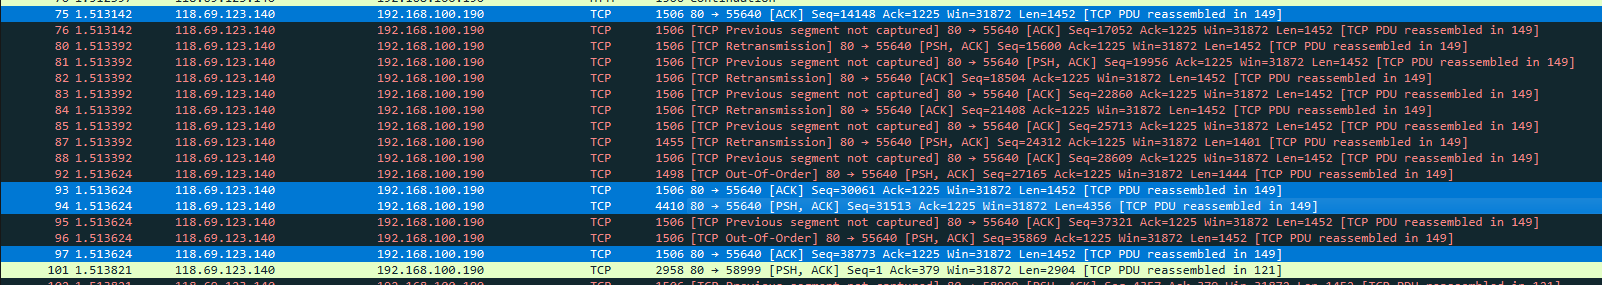 75 1.513142 118.69.123.140 192.168.100.190 TCP 1506 80 → 55640 [ACK] Seq=14148 Ack=1225 Win=31872 Len=1452 [TCP PDU reassembled in 149]
76 1.513142 118.69.123.140 192.168.100.190 TCP 1506 [TCP Previous segment not captured] 80 → 55640 [ACK] Seq=17052 Ack=1225 Win=31872 Len=1452 [TCP PDU reassembled in 149]
80 1.513392 118.69.123.140 192.168.100.190 TCP 1506 [TCP Retransmission] 80 → 55640 [PSH, ACK] Seq=15600 Ack=1225 Win=31872 Len=1452 [TCP PDU reassembled in 149]
81 1.513392 118.69.123.140 192.168.100.190 TCP 1506 [TCP Previous segment not captured] 80 → 55640 [PSH, ACK] Seq=19956 Ack=1225 Win=31872 Len=1452 [TCP PDU reassembled in 149]
82 1.513392 118.69.123.140 192.168.100.190 TCP 1506 [TCP Retransmission] 80 → 55640 [ACK] Seq=18504 Ack=1225 Win=31872 Len=1452 [TCP PDU reassembled in 149]
83 1.513392 118.69.123.140 192.168.100.190 TCP 1506 [TCP Previous segment not captured] 80 → 55640 [ACK] Seq=22860 Ack=1225 Win=31872 Len=1452 [TCP PDU reassembled in 149]
84 1.513392 118.69.123.140 192.168.100.190 TCP 1506 [TCP Retransmission] 80 → 55640 [ACK] Seq=21408 Ack=1225 Win=31872 Len=1452 [TCP PDU reassembled in 149]
85 1.513392 118.69.123.140 192.168.100.190 TCP 1506 [TCP Previous segment not captured] 80 → 55640 [ACK] Seq=25713 Ack=1225 Win=31872 Len=1452 [TCP PDU reassembled in 149]
87 1.513392 118.69.123.140 192.168.100.190 TCP 1455 [TCP Retransmission] 80 → 55640 [PSH, ACK] Seq=24312 Ack=1225 Win=31872 Len=1401 [TCP PDU reassembled in 149]
88 1.513392 118.69.123.140 192.168.100.190 TCP 1506 [TCP Previous segment not captured] 80 → 55640 [ACK] Seq=28609 Ack=1225 Win=31872 Len=1452 [TCP PDU reassembled in 149]
92 1.513624 118.69.123.140 192.168.100.190 TCP 1498 [TCP Out-Of-Order] 80 → 55640 [PSH, ACK] Seq=27165 Ack=1225 Win=31872 Len=1444 [TCP PDU reassembled in 149]
93 1.513624 118.69.123.140 192.168.100.190 TCP 1506 80 → 55640 [ACK] Seq=30061 Ack=1225 Win=31872 Len=1452 [TCP PDU reassembled in 149]
94 1.513624 118.69.123.140 192.168.100.190 TCP 4410 80 → 55640 [PSH, ACK] Seq=31513 Ack=1225 Win=31872 Len=4356 [TCP PDU reassembled in 149]
95 1.513624 118.69.123.140 192.168.100.190 TCP 1506 [TCP Previous segment not captured] 80 → 55640 [ACK] Seq=37321 Ack=1225 Win=31872 Len=1452 [TCP PDU reassembled in 149]
96 1.513624 118.69.123.140 192.168.100.190 TCP 1506 [TCP Out-Of-Order] 80 → 55640 [PSH, ACK] Seq=35869 Ack=1225 Win=31872 Len=1452 [TCP PDU reassembled in 149]
97 1.513624 118.69.123.140 192.168.100.190 TCP 1506 80 → 55640 [ACK] Seq=38773 Ack=1225 Win=31872 Len=1452 [TCP PDU reassembled in 149]
101 1.513821 118.69.123.140 192.168.100.190 TCP 2958 80 → 58999 [PSH, ACK] Seq=1 Ack=379 Win=31872 Len=2904 [TCP PDU reassembled in 121]